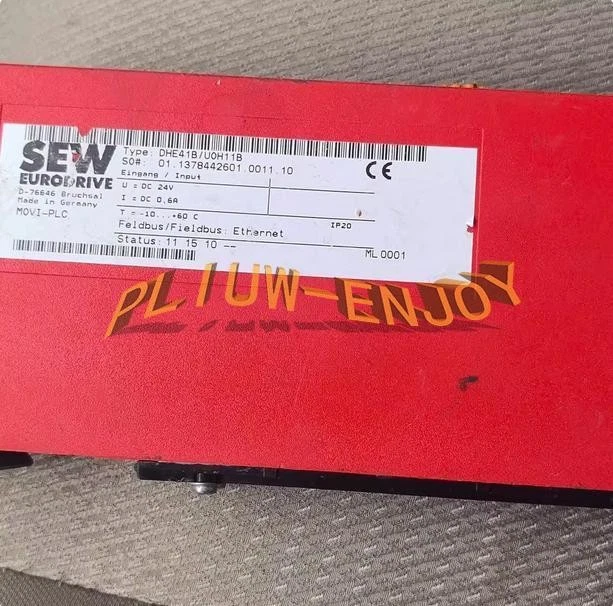 SEW
EURODRIVE
D-76646 Bruchsal
Made in Germany
MOVI-PLC
Type: DHE41B/UOH11B
SO#: 01.1378442601.0011.10
CE
Eingang / Input
U = DC 24V
I = DC 0,6A
T = -10...+60 C
IP20
Feldbus/Fieldbus: Ethernet
Status: 11 15 10 --
ML 0001
PLIUW-ENJOY